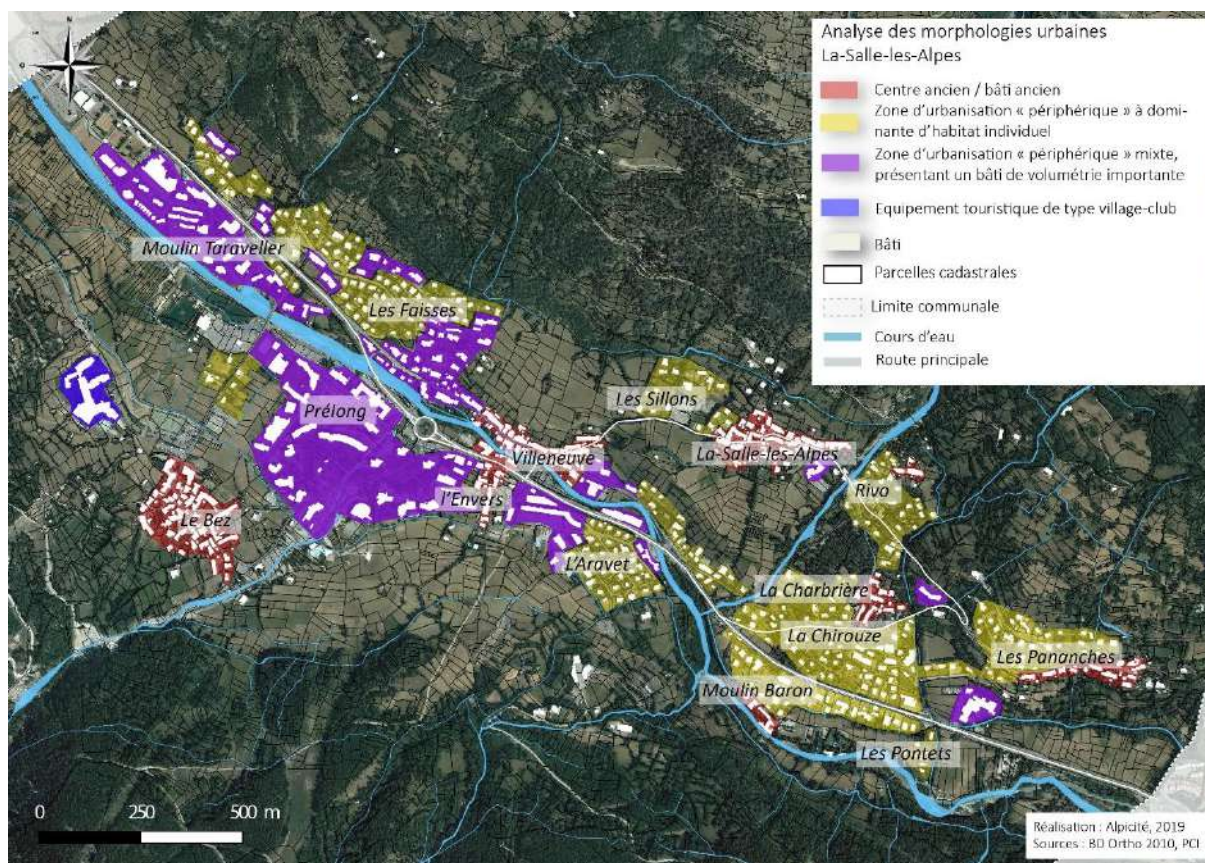 Analyse des morphologies urbaines
La-Salle-les-Alpes
Centre ancien / bâti ancien
Zone d'urbanisation « périphérique » à domi-
nante d'habitat individuel
Zone d'urbanisation « périphérique » mixte,
présentant un bâti de volumétrie importante
Equipement touristique de type village-club
Bâti
Parcelles cadastrales
Limite communale
Cours d'eau
Route principale
N
Moulin Taraveller
Les Faisses
Les Sillons
Prélong
Villeneuve
La-Salle-les-Alpes
Rivo
l'Envers
Le Bez
L'Aravet
La Charbrière
La Chirouze
Les Pananches
Moulin Baron
Les Pontets
0 250 500 m
Réalisation : Alpicité, 2019
Sources : BD Ortho 2010, PCI